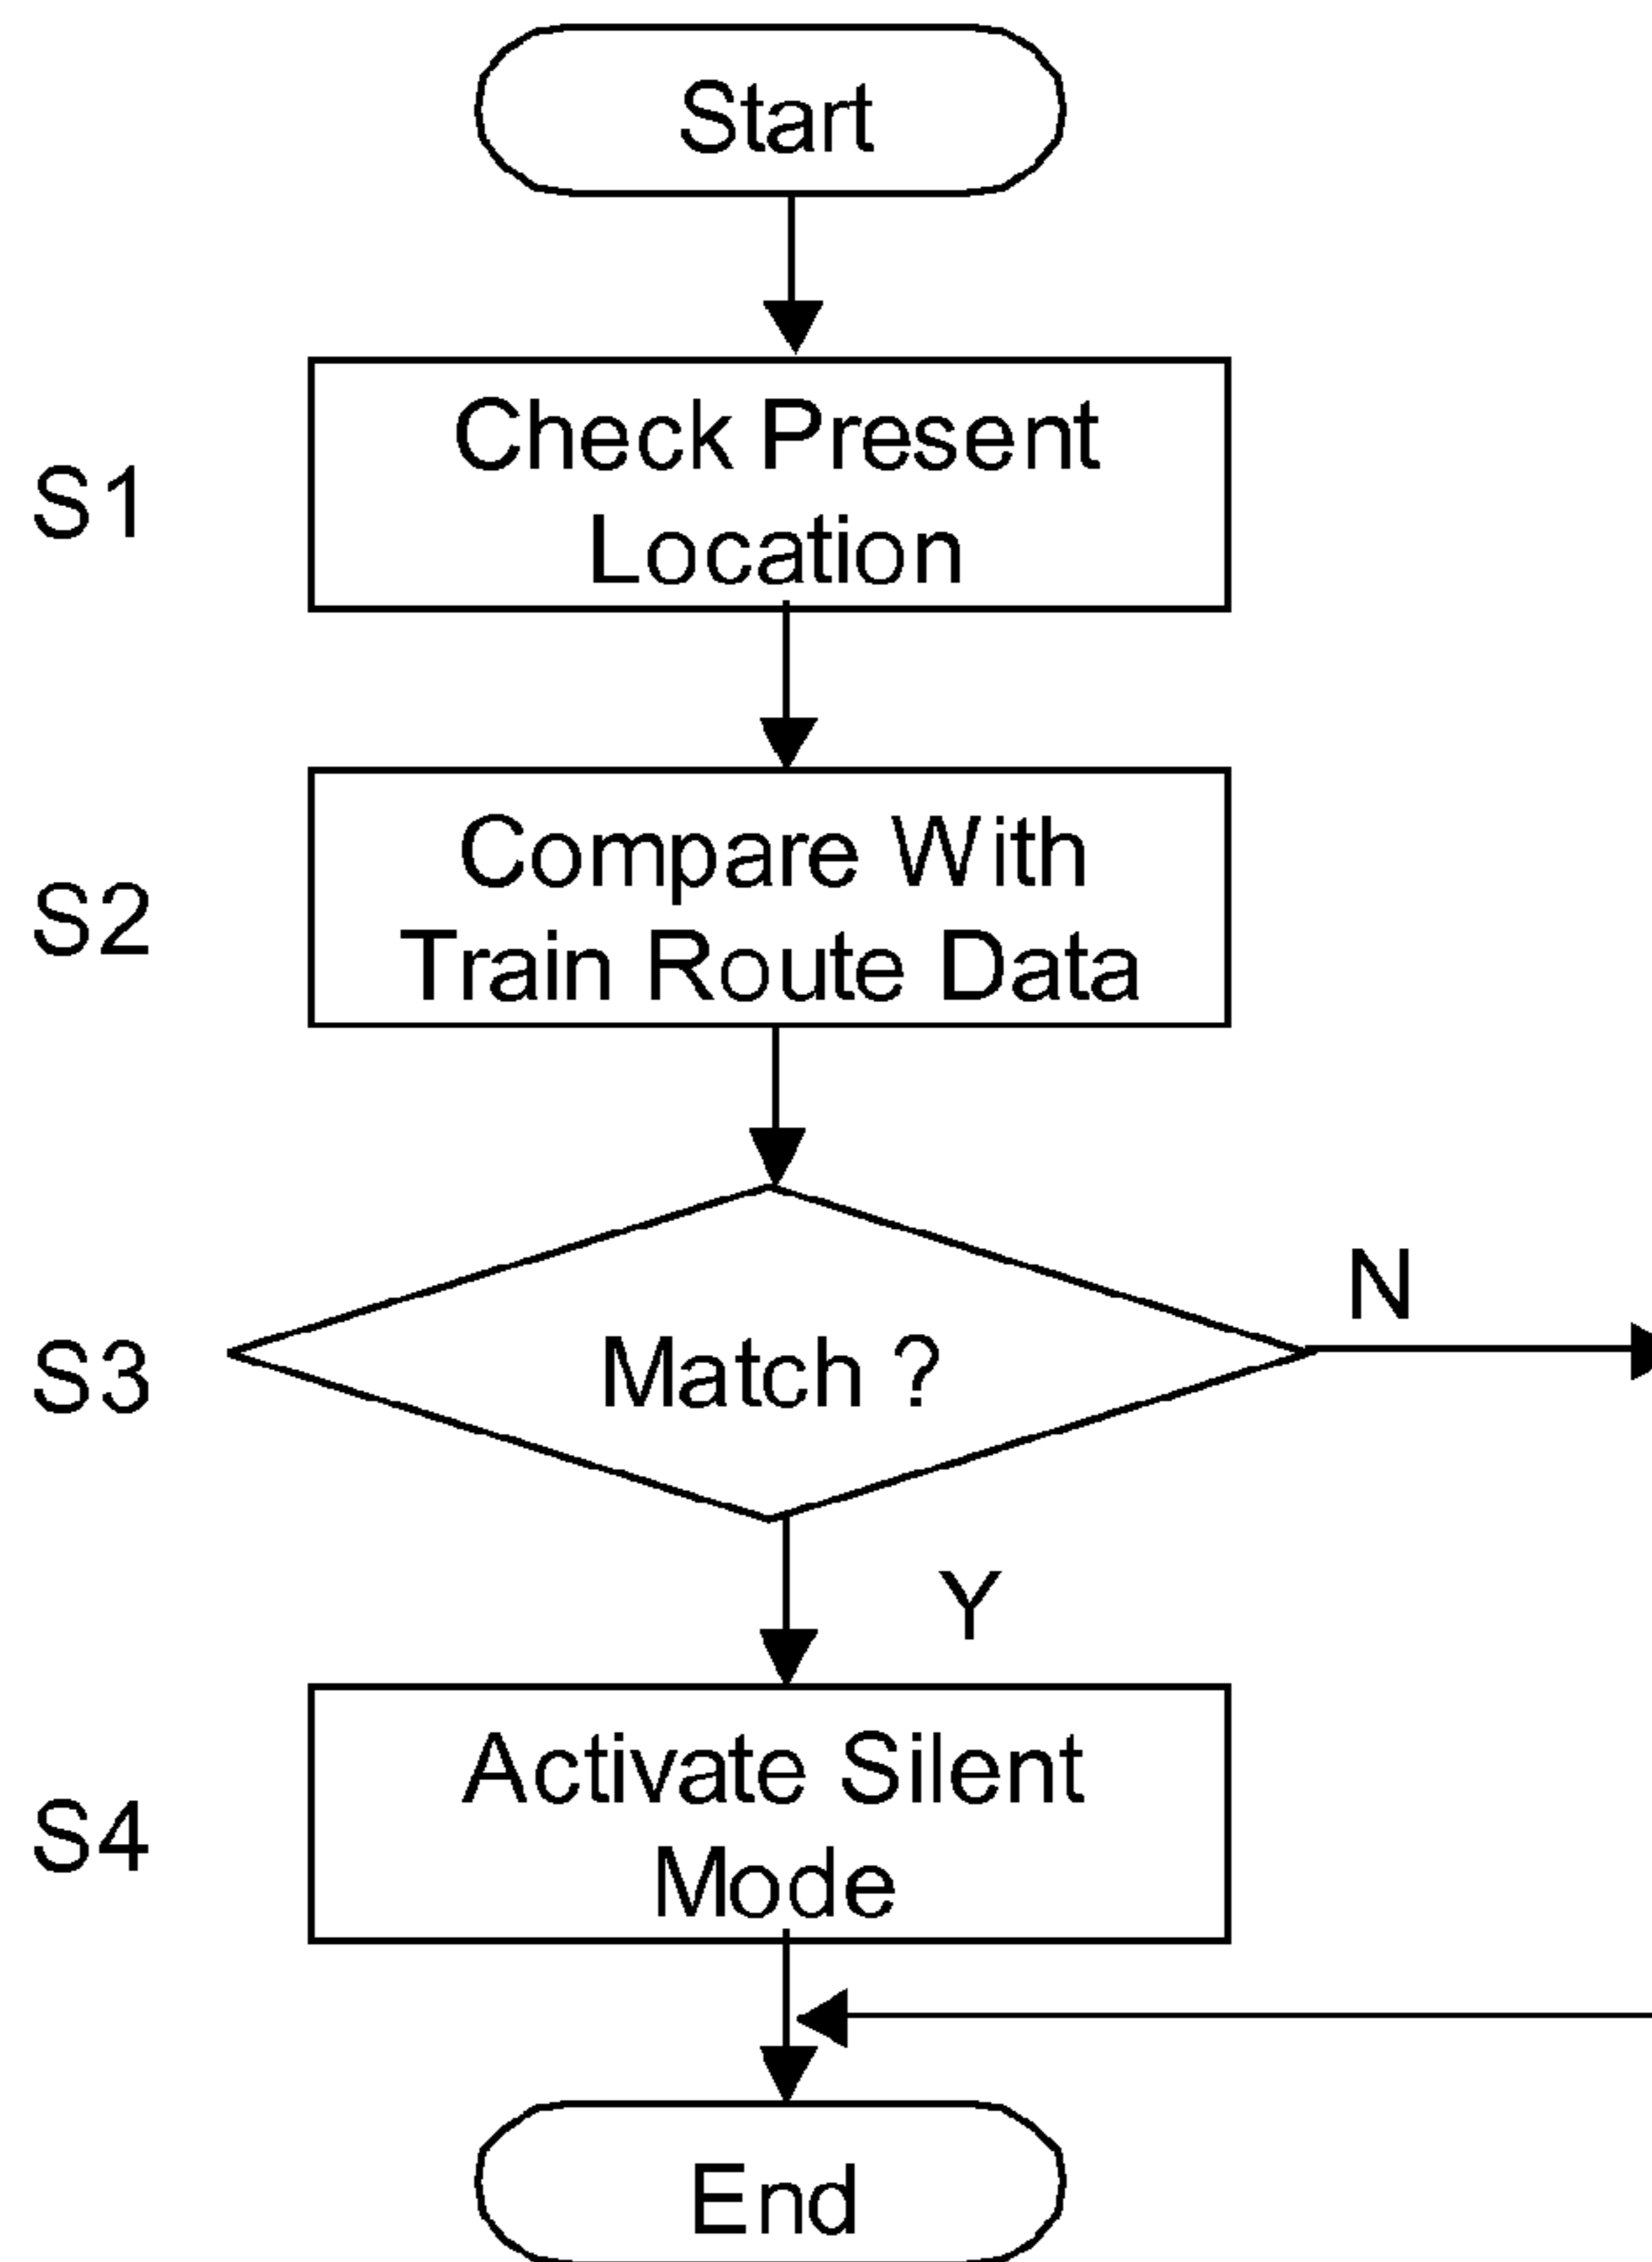 Start
S1
Check Present
Location
S2
Compare With
Train Route Data
S3
Match ?
N
Y
S4
Activate Silent
Mode
End